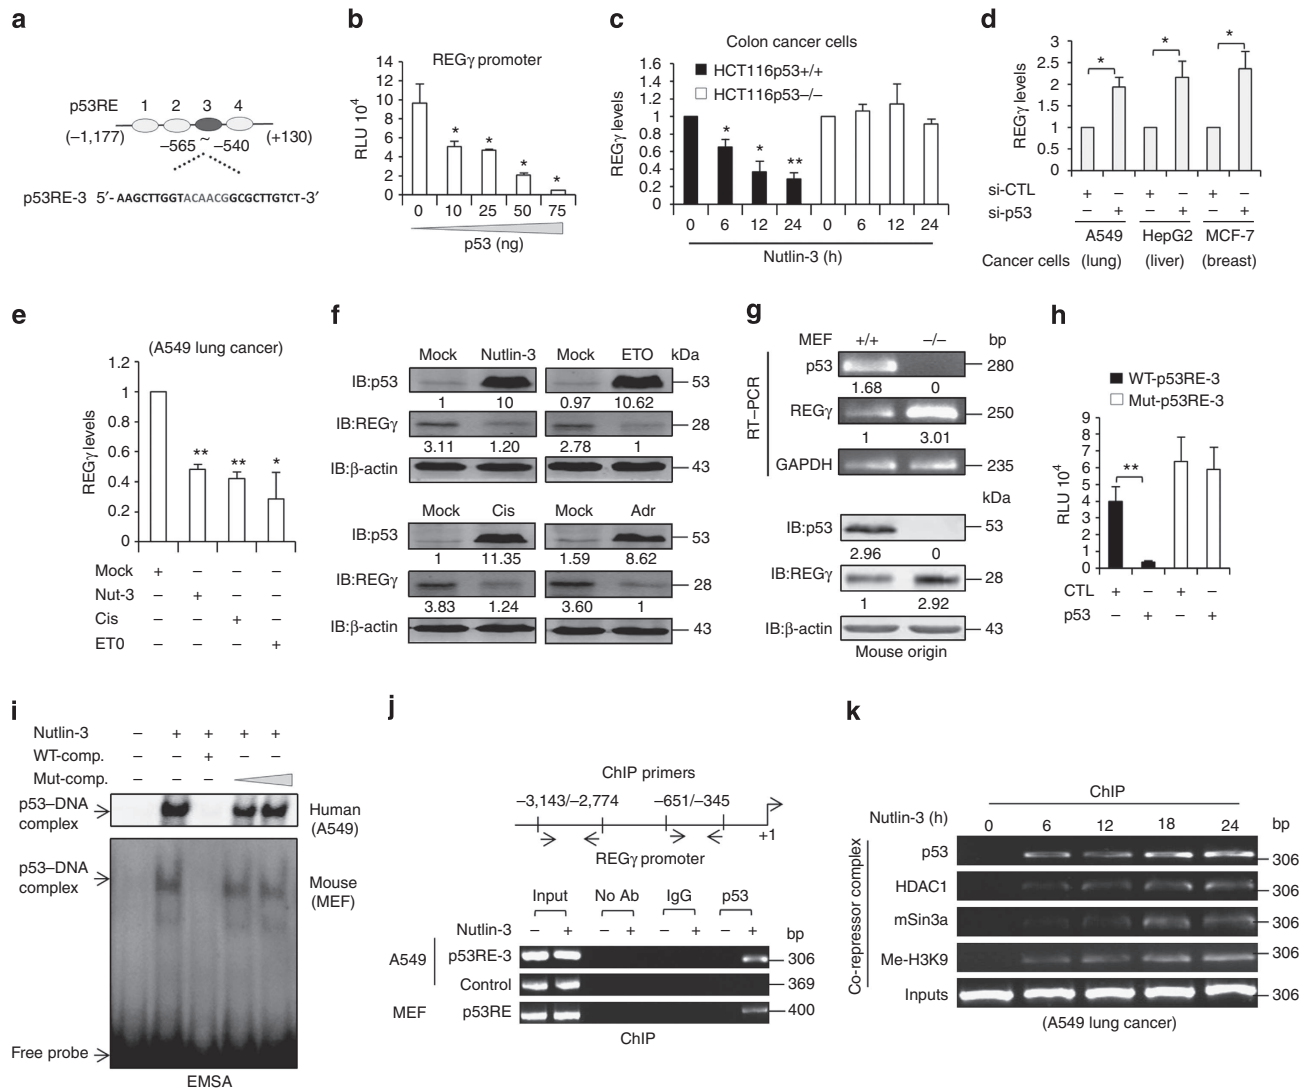 a
p53RE 1 2 3 4
(–1,177) (+130)
–565 ~ –540
p53RE-3 5′- AAGCTTGGTACAACGGGCGCTTGTCT-3′
b
REGγ promoter
RLU 10⁴
14
12
10
8
6
4
2
0
* * * *
0 10 25 50 75
p53 (ng)
c
Colon cancer cells
HCT116p53+/+
HCT116p53–/–
REGγ levels
1.6
1.4
1.2
1
0.8
0.6
0.4
0.2
0
* * **
0 6 12 24 0 6 12 24
Nutlin-3 (h)
d
REGγ levels
3
2.5
2
1.5
1
0.5
0
* * *
si-CTL + – + – + –
si-p53 – + – + – +
A549 HepG2 MCF-7
Cancer cells (lung) (liver) (breast)
e
(A549 lung cancer)
REGγ levels
1.2
1
0.8
0.6
0.4
0.2
0
** ** *
Mock + – – –
Nut-3 – + – –
Cis – – + –
ET0 – – – +
f
Mock Nutlin-3 Mock ETO kDa
IB:p53 53
1 10 0.97 10.62
IB:REGγ 28
3.11 1.20 2.78 1
IB:β-actin 43
Mock Cis Mock Adr
IB:p53 53
1 11.35 1.59 8.62
IB:REGγ 28
3.83 1.24 3.60 1
IB:β-actin 43
g
MEF +/+ –/– bp
RT–PCR
p53 280
1.68 0
REGγ 250
1 3.01
GAPDH 235
kDa
IB:p53 53
2.96 0
IB:REGγ 28
1 2.92
IB:β-actin 43
Mouse origin
h
WT-p53RE-3
Mut-p53RE-3
RLU 10⁴
9
8
7
6
5
4
3
2
1
0
**
CTL + – + –
p53 – + – +
i
Nutlin-3 – + + + +
WT-comp. – – + – –
Mut-comp. – – –
p53–DNA
complex
Human
(A549)
p53–DNA
complex
Mouse
(MEF)
Free probe
EMSA
j
ChIP primers
–3,143/–2,774 –651/–345
+1
REGγ promoter
Input No Ab IgG p53
Nutlin-3 – + – + – + – + bp
A549
p53RE-3 306
Control 369
MEF p53RE 400
ChIP
k
ChIP
Nutlin-3 (h) 0 6 12 18 24 bp
Co-repressor complex
p53 306
HDAC1 306
mSin3a 306
Me-H3K9 306
Inputs 306
(A549 lung cancer)